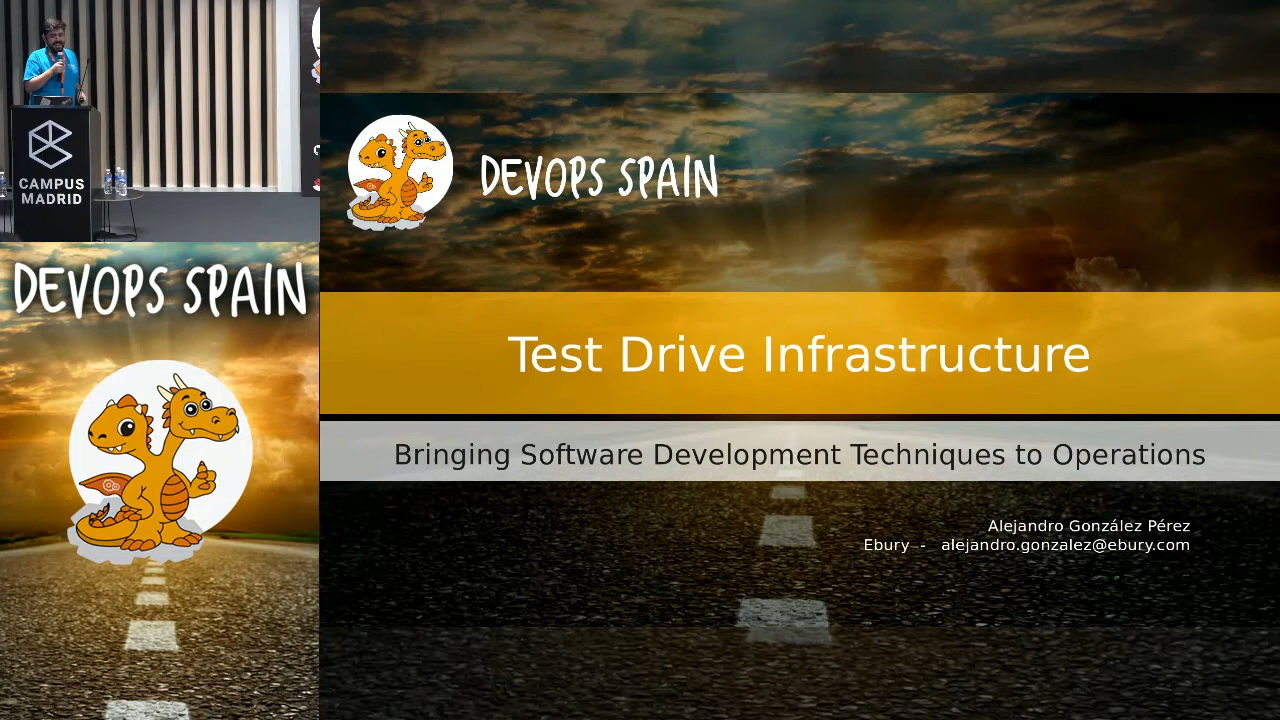 CAMPUS
MADRID
DEVOPS SPAIN
DEVOPS SPAIN
Test Drive Infrastructure
Bringing Software Development Techniques to Operations
Alejandro González Pérez
Ebury - alejandro.gonzalez@ebury.com